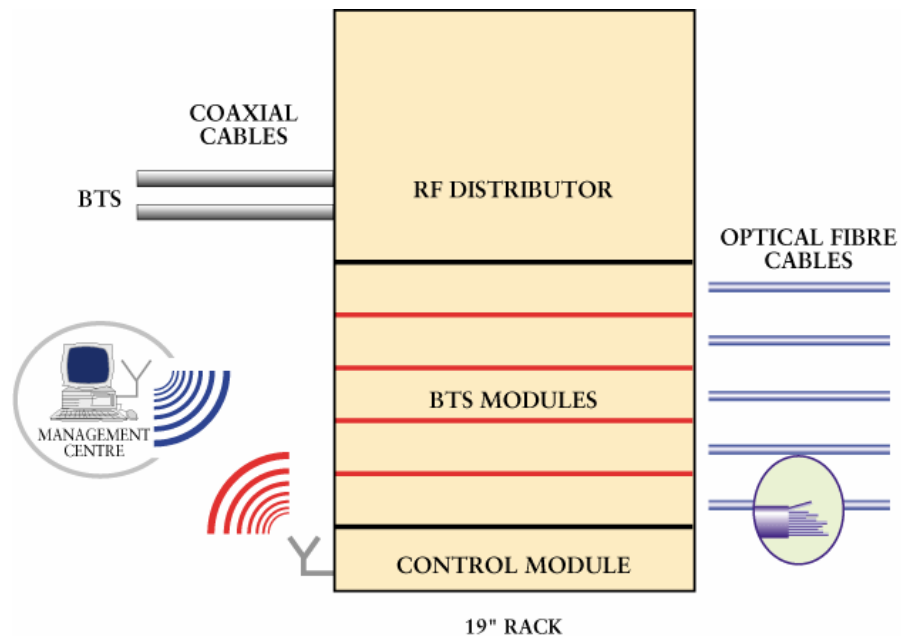 COAXIAL
CABLES
BTS
RF DISTRIBUTOR
OPTICAL FIBRE
CABLES
BTS MODULES
MANAGEMENT
CENTRE
CONTROL MODULE
19" RACK